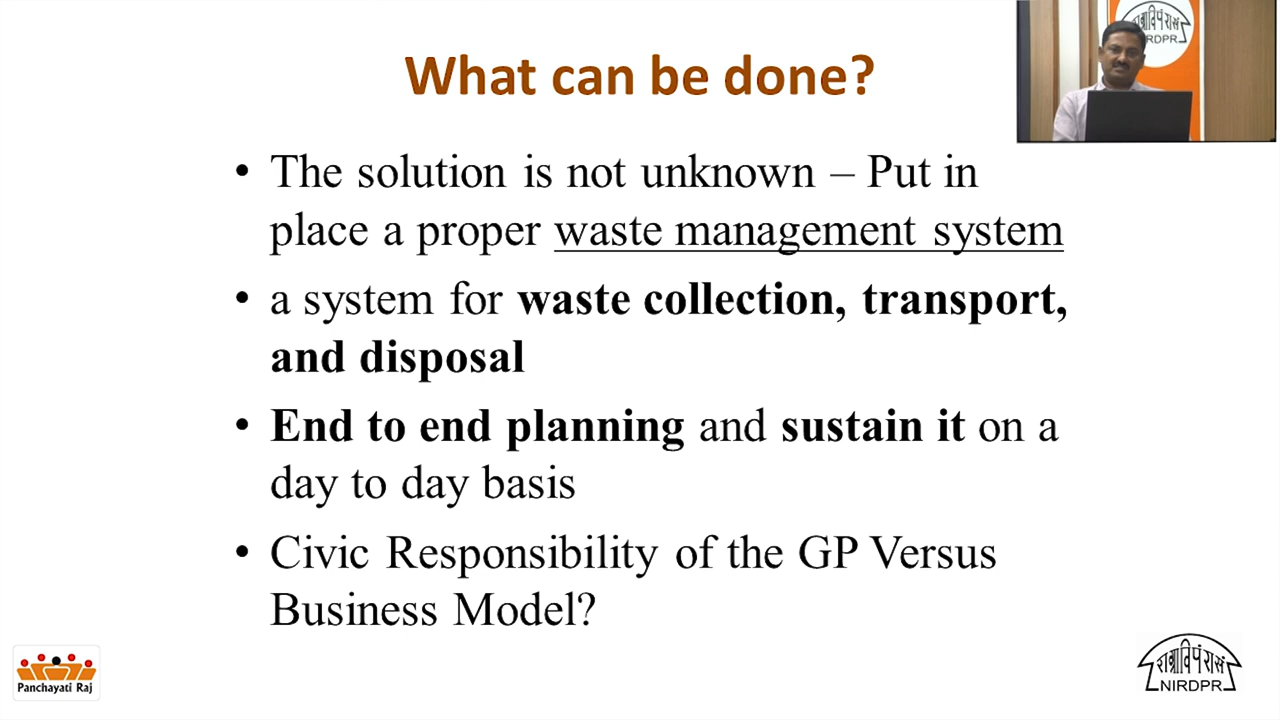 What can be done?
• The solution is not unknown – Put in
place a proper waste management system
• a system for waste collection, transport,
and disposal
• End to end planning and sustain it on a
day to day basis
• Civic Responsibility of the GP Versus
Business Model?
Panchayati Raj
NIRDPR